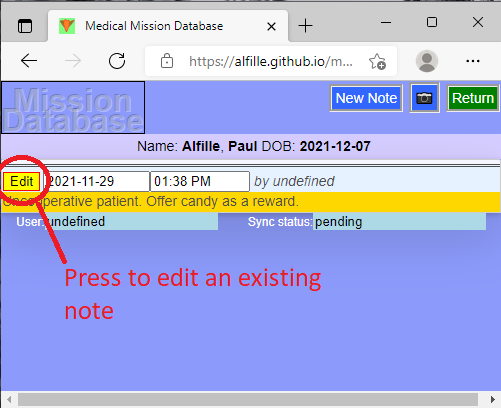 Medical Mission Database
https://alfille.github.io/m...
Mission
Database
New Note
Return
Name: Alfille, Paul DOB: 2021-12-07
Edit 2021-11-29 01:38 PM by undefined
Uncooperative patient. Offer candy as a reward.
User: undefined Sync status: pending
Press to edit an existing
note